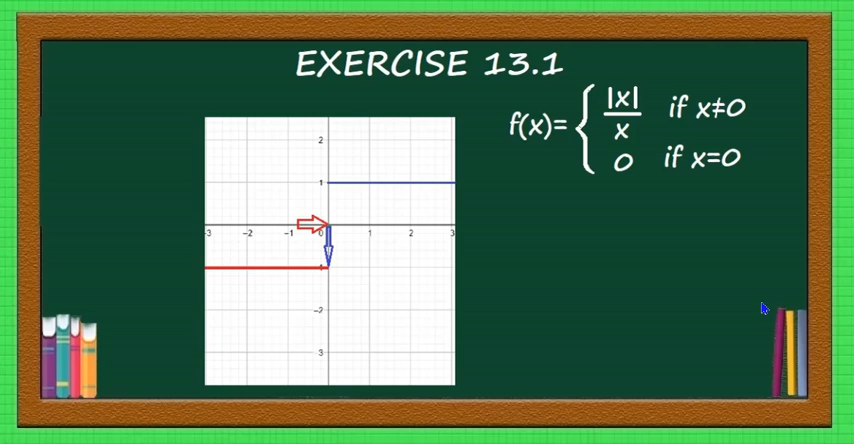 EXERCISE 13.1
f(x)= { |x| / x if x≠0
0 if x=0
2
1
-3 -2 -1 0 1 2 3
-2
3